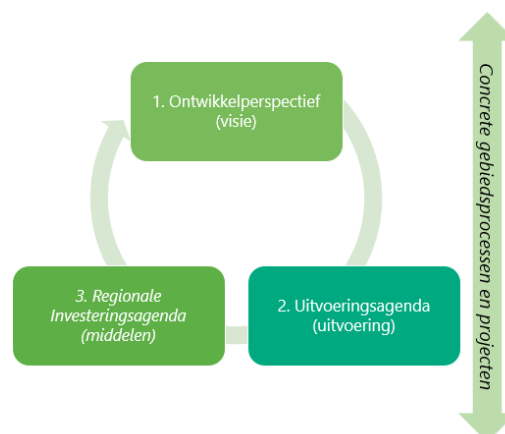 1. Ontwikkelperspectief
(visie)
2. Uitvoeringsagenda
(uitvoering)
3. Regionale
Investeringsagenda
(middelen)
Concrete gebiedsprocessen en projecten